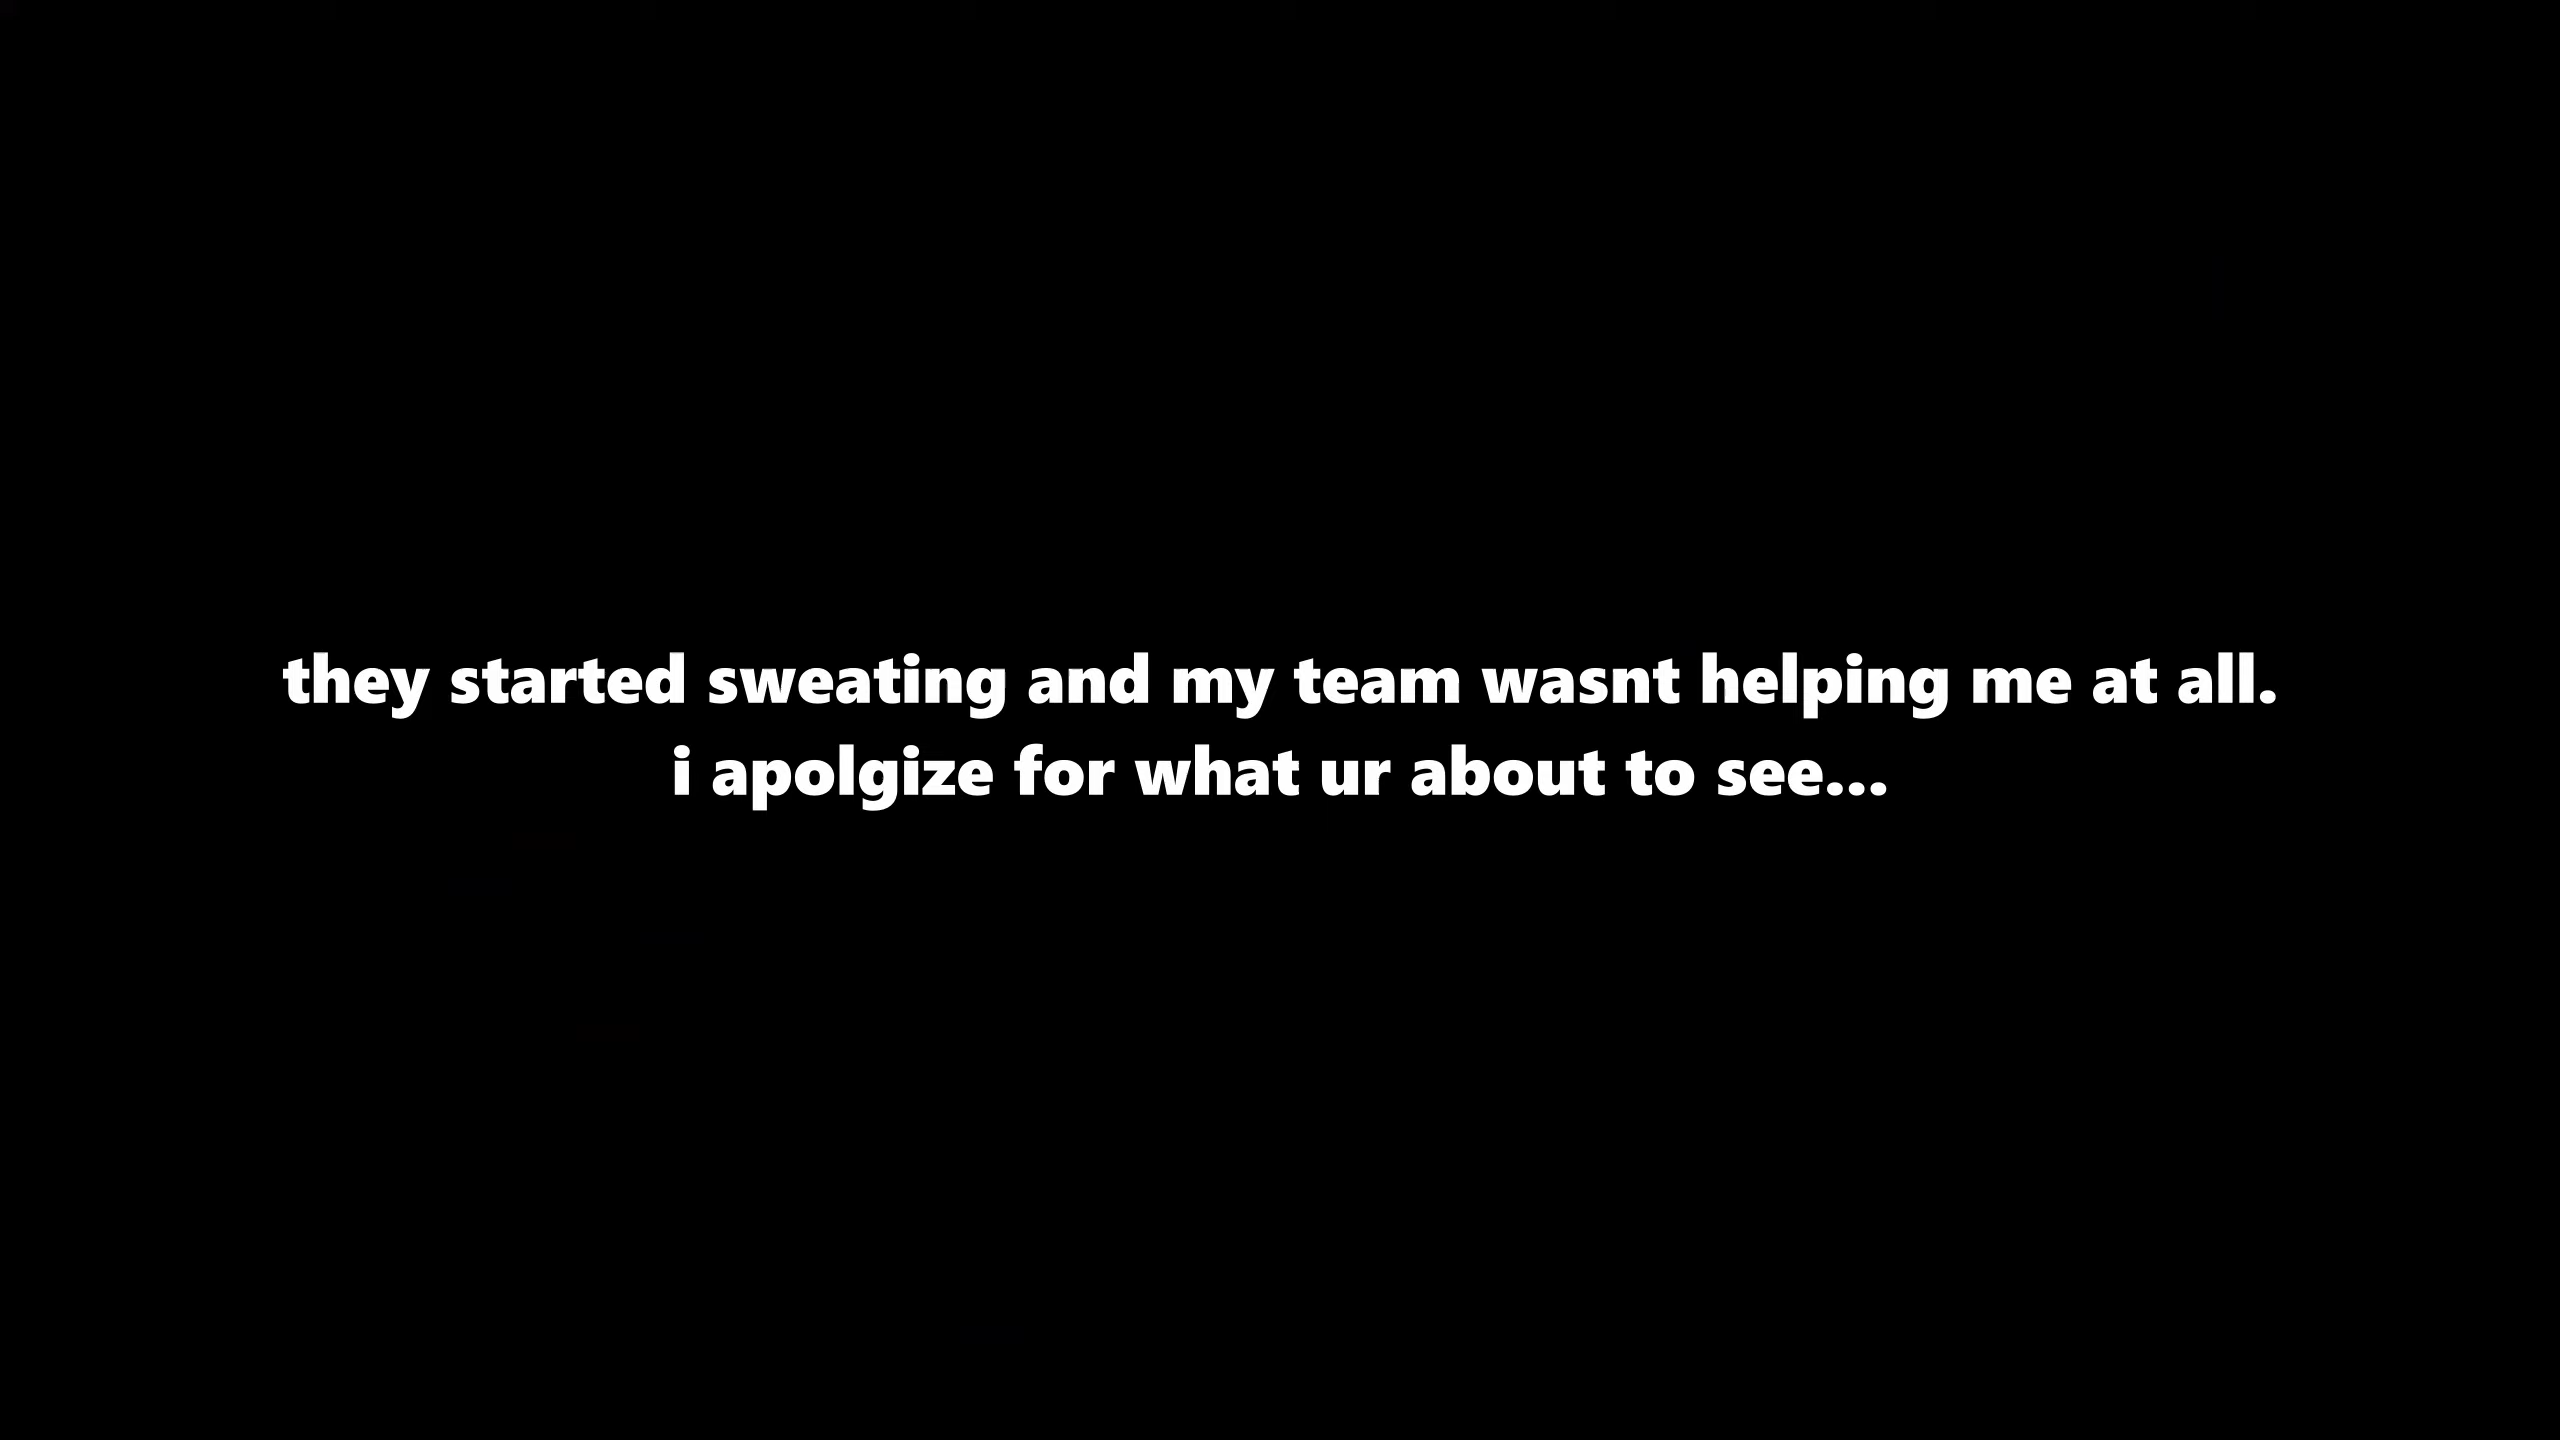 they started sweating and my team wasnt helping me at all.
i apolgize for what ur about to see...